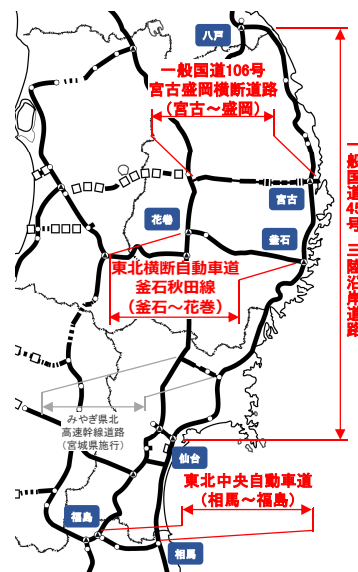 八戸
一般国道106号
宮古盛岡横断道路
(宮古～盛岡)
一般国道45号 三陸沿岸道路
宮古
花巻
釜石
東北横断自動車道
釜石秋田線
(釜石～花巻)
みやぎ県北
高速幹線道路
(宮城県施行)
仙台
東北中央自動車道
(相馬～福島)
福島
相馬